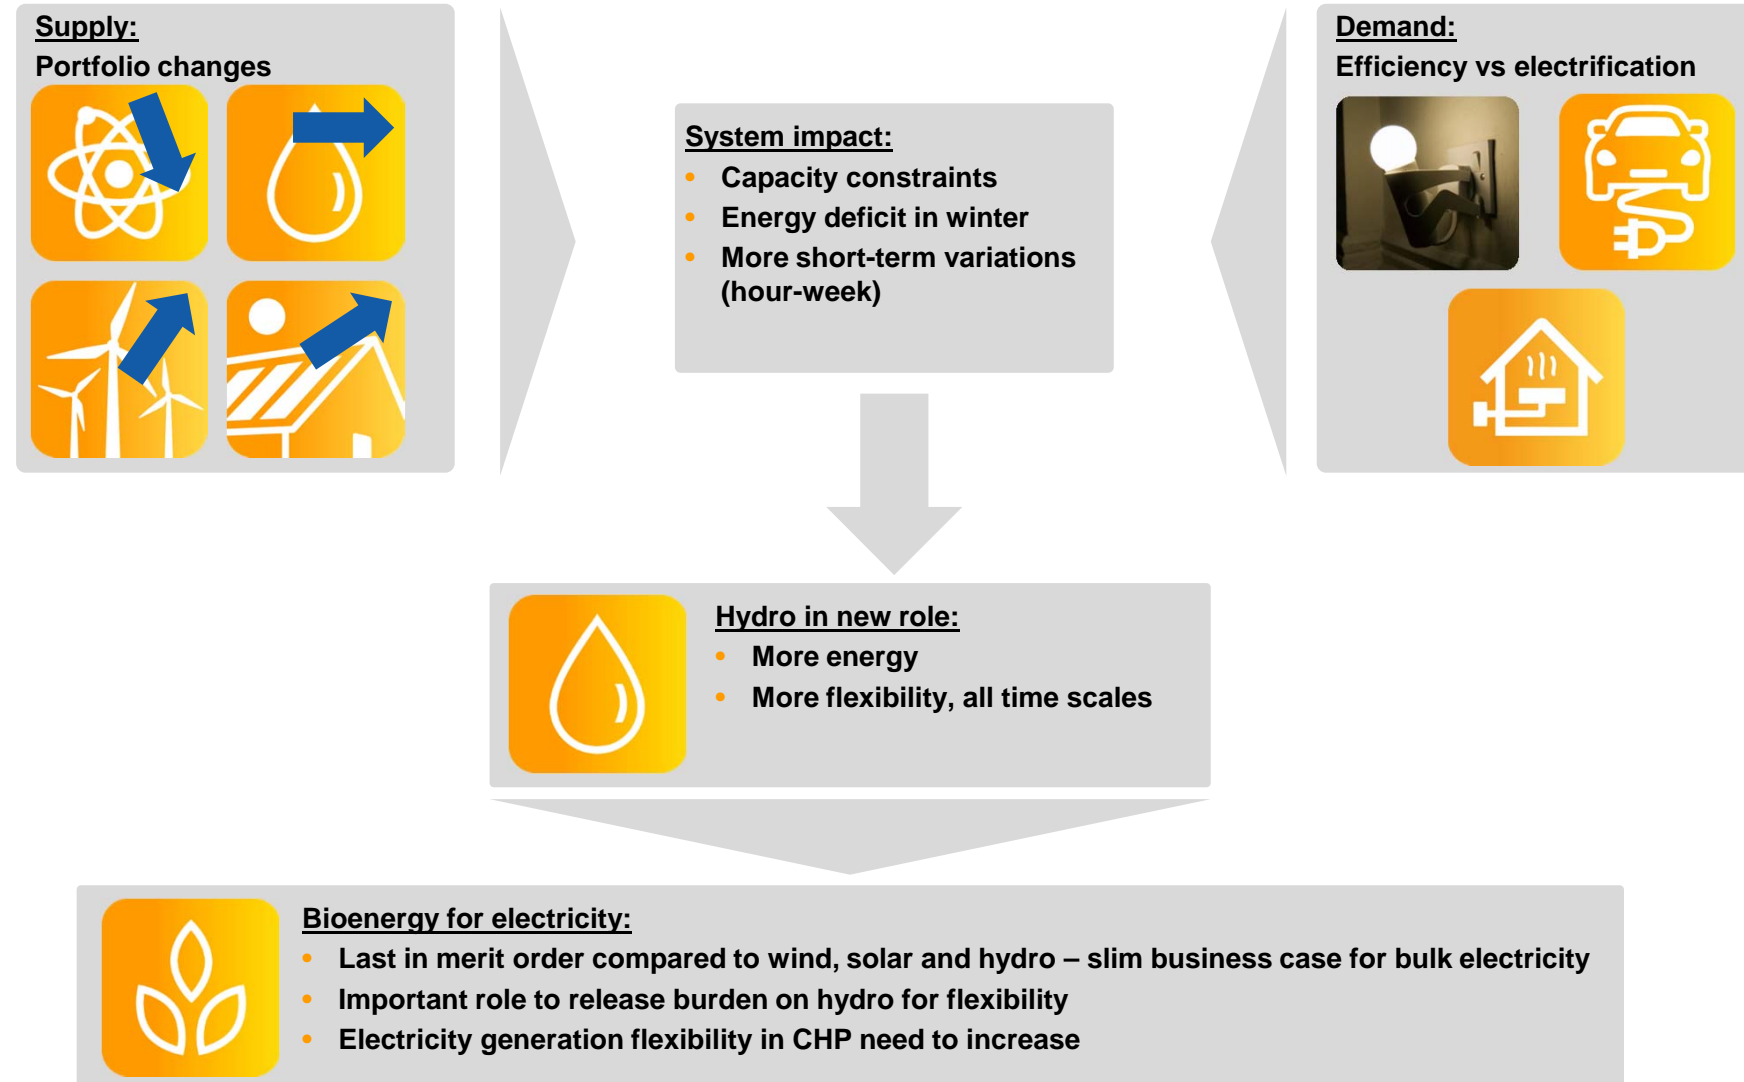 Supply:
Portfolio changes
Demand:
Efficiency vs electrification
System impact:
• Capacity constraints
• Energy deficit in winter
• More short-term variations
(hour-week)
Hydro in new role:
• More energy
• More flexibility, all time scales
Bioenergy for electricity:
• Last in merit order compared to wind, solar and hydro – slim business case for bulk electricity
• Important role to release burden on hydro for flexibility
• Electricity generation flexibility in CHP need to increase